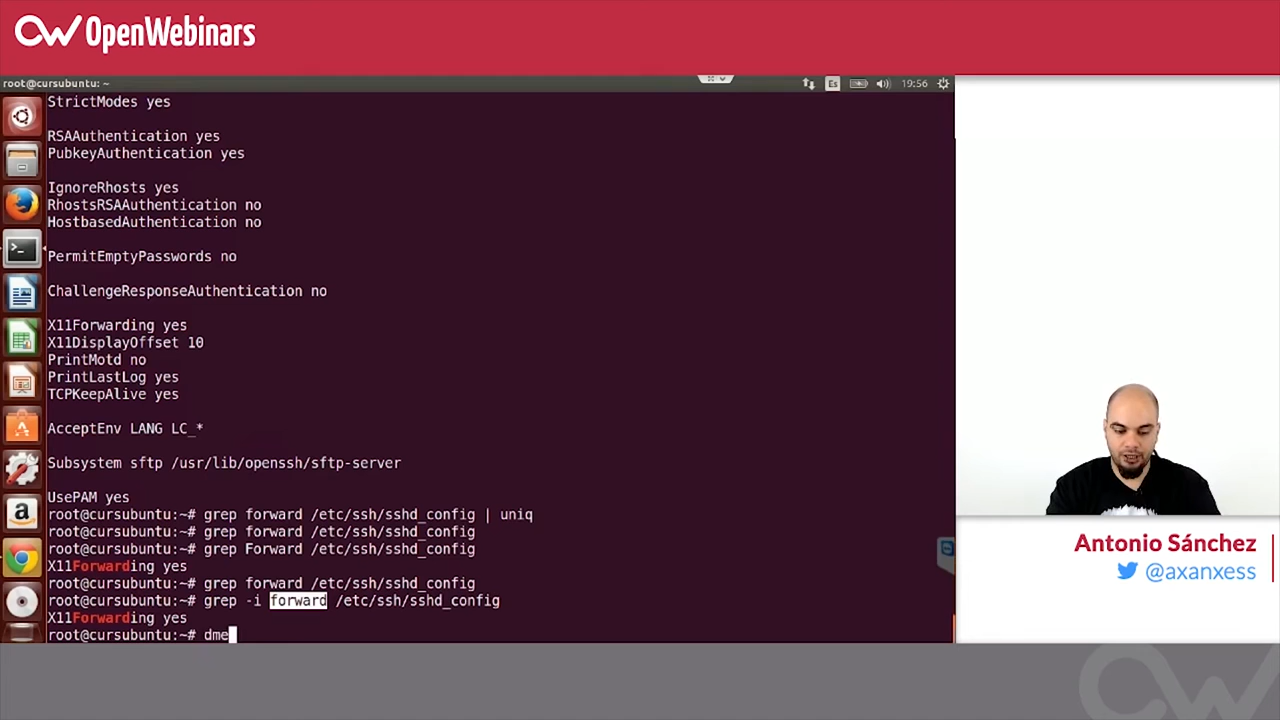 OpenWebinars
root@cursubuntu: ~
Es
19:56
StrictModes yes
RSAAuthentication yes
PubkeyAuthentication yes
IgnoreRhosts yes
RhostsRSAAuthentication no
HostbasedAuthentication no
PermitEmptyPasswords no
ChallengeResponseAuthentication no
X11Forwarding yes
X11DisplayOffset 10
PrintMotd no
PrintLastLog yes
TCPKeepAlive yes
AcceptEnv LANG LC_*
Subsystem sftp /usr/lib/openssh/sftp-server
UsePAM yes
root@cursubuntu:~# grep forward /etc/ssh/sshd_config | uniq
root@cursubuntu:~# grep forward /etc/ssh/sshd_config
root@cursubuntu:~# grep Forward /etc/ssh/sshd_config
X11Forwarding yes
root@cursubuntu:~# grep forward /etc/ssh/sshd_config
root@cursubuntu:~# grep -i forward /etc/ssh/sshd_config
X11Forwarding yes
root@cursubuntu:~# dme
Antonio Sánchez
@axanxess